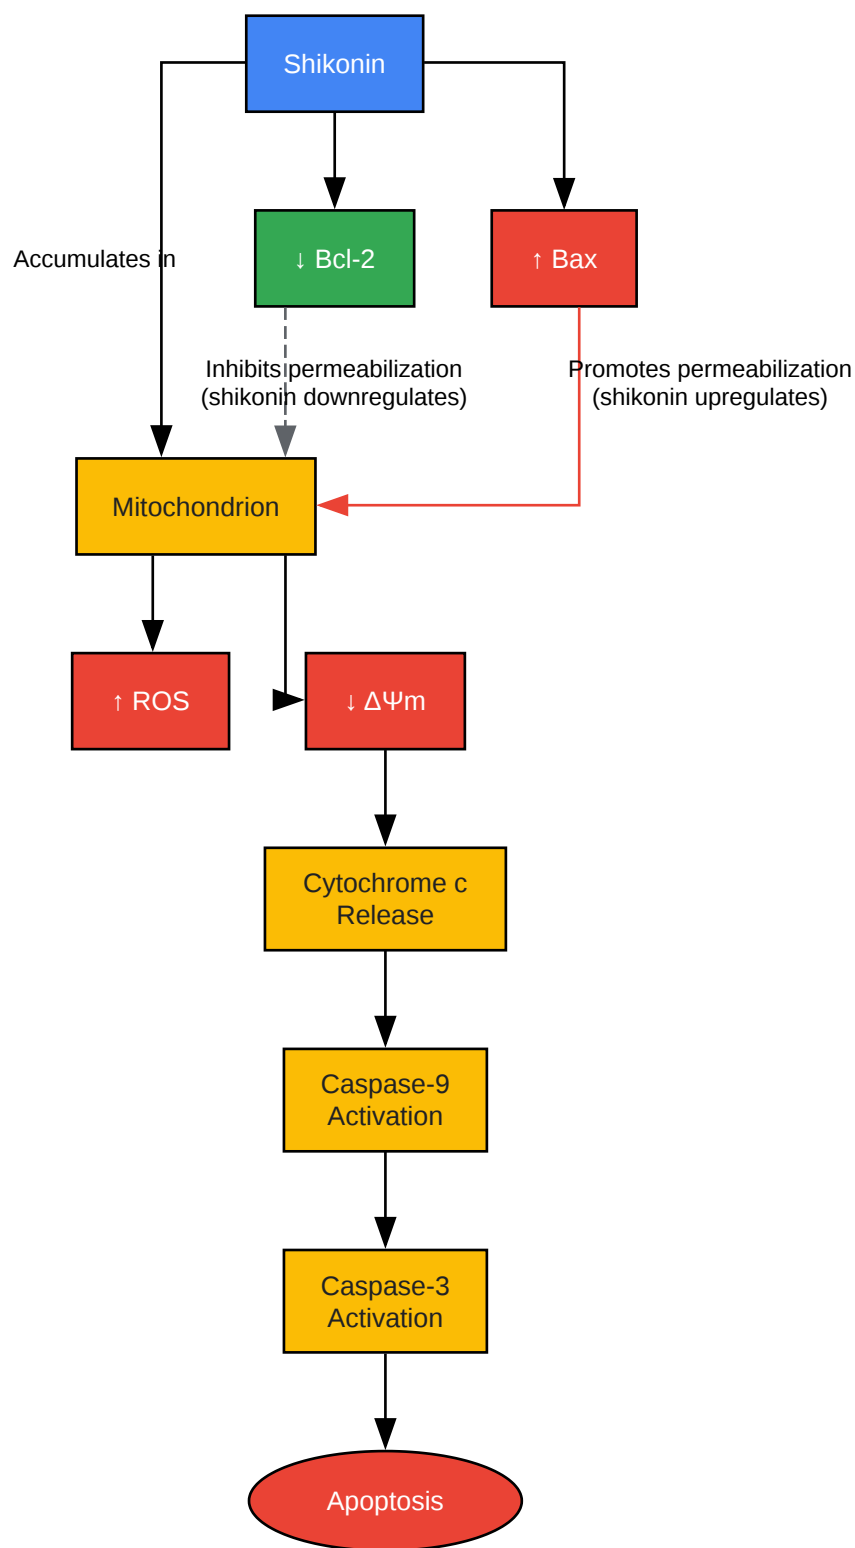 Shikonin
↓ Bcl-2
↑ Bax
Accumulates in
Inhibits permeabilization
(shikonin downregulates)
Promotes permeabilization
(shikonin upregulates)
Mitochondrion
↑ ROS
↓ ΔΨm
Cytochrome c
Release
Caspase-9
Activation
Caspase-3
Activation
Apoptosis